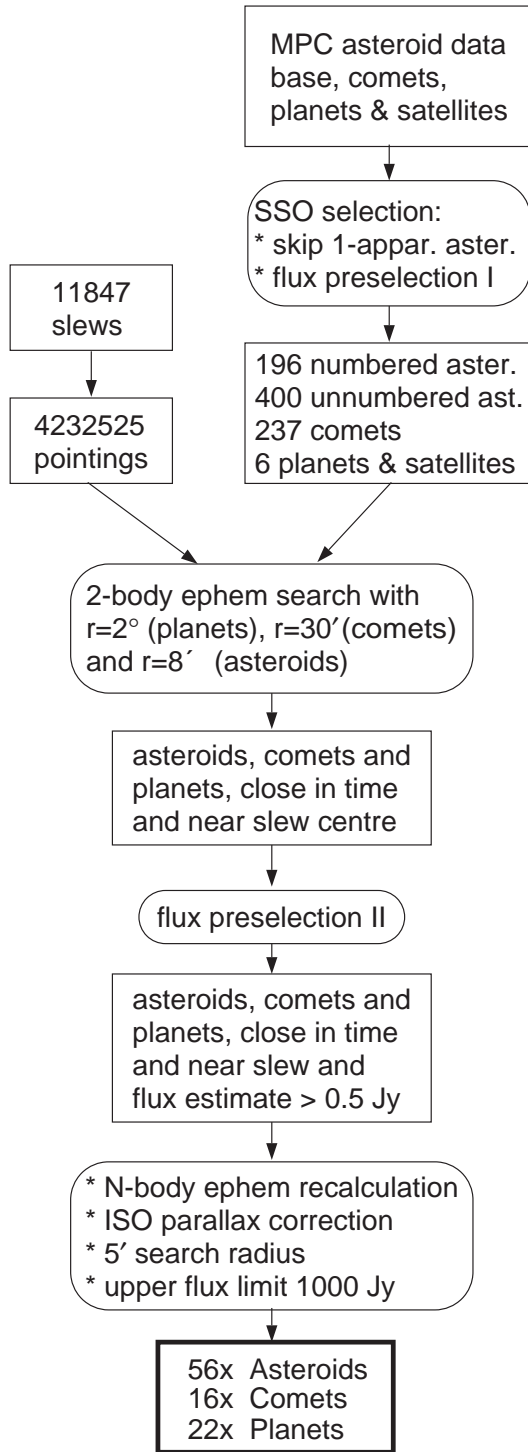 MPC asteroid data
base, comets,
planets & satellites
SSO selection:
* skip 1-appar. aster.
* flux preselection I
11847
slews
196 numbered aster.
400 unnumbered ast.
237 comets
6 planets & satellites
4232525
pointings
2-body ephem search with
r=2° (planets), r=30′(comets)
and r=8´ (asteroids)
asteroids, comets and
planets, close in time
and near slew centre
flux preselection II
asteroids, comets and
planets, close in time
and near slew and
flux estimate > 0.5 Jy
* N-body ephem recalculation
* ISO parallax correction
* 5′ search radius
* upper flux limit 1000 Jy
56x Asteroids
16x Comets
22x Planets